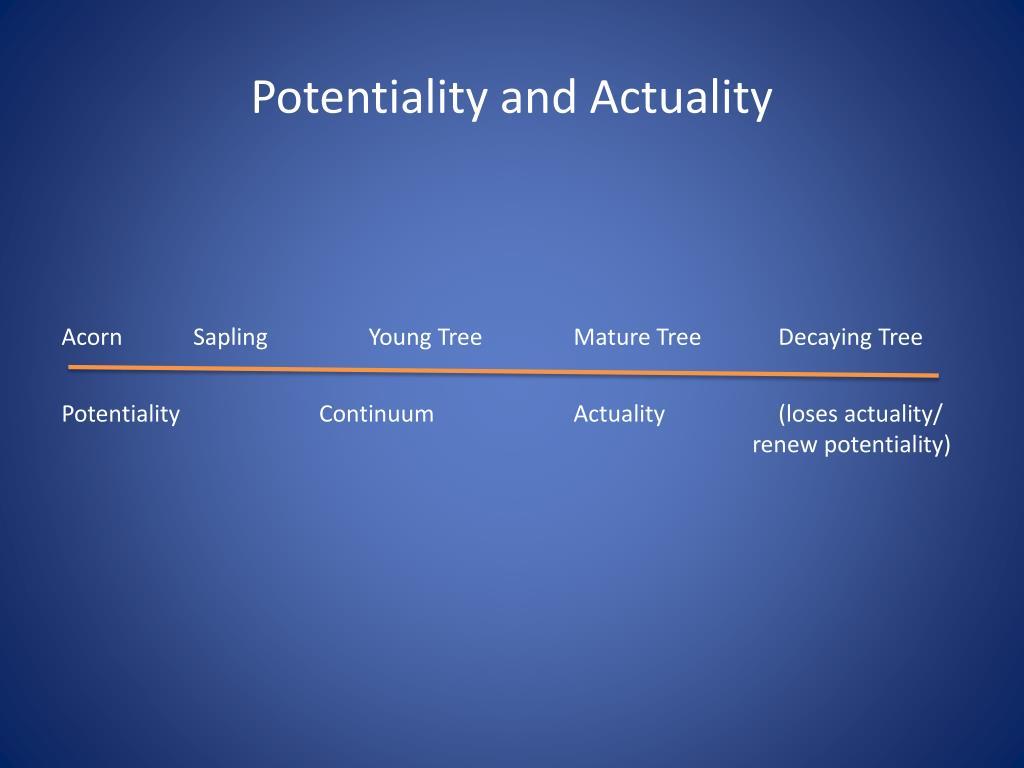 Potentiality and Actuality
Acorn Sapling Young Tree Mature Tree Decaying Tree
Potentiality Continuum Actuality (loses actuality/
renew potentiality)